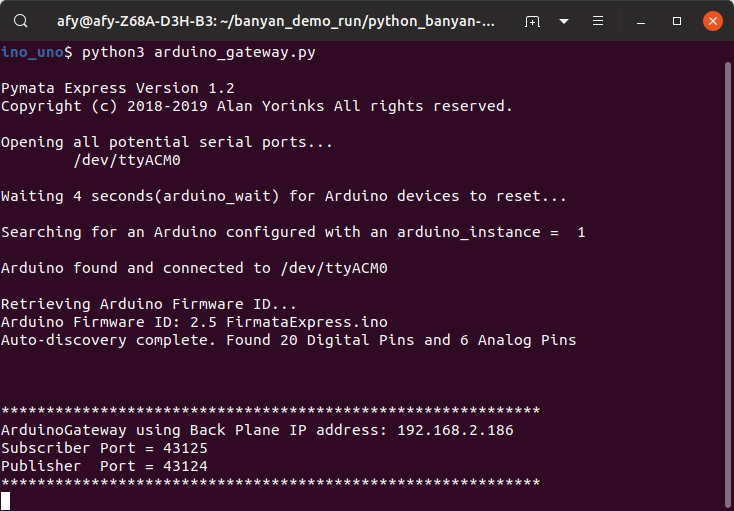 afy@afy-Z68A-D3H-B3: ~/banyan_demo_run/python_banyan-...
ino_uno$ python3 arduino_gateway.py
Pymata Express Version 1.2
Copyright (c) 2018-2019 Alan Yorinks All rights reserved.
Opening all potential serial ports...
/dev/ttyACM0
Waiting 4 seconds(arduino_wait) for Arduino devices to reset...
Searching for an Arduino configured with an arduino_instance =  1
Arduino found and connected to /dev/ttyACM0
Retrieving Arduino Firmware ID...
Arduino Firmware ID: 2.5 FirmataExpress.ino
Auto-discovery complete. Found 20 Digital Pins and 6 Analog Pins
************************************************************
ArduinoGateway using Back Plane IP address: 192.168.2.186
Subscriber Port = 43125
Publisher  Port = 43124
************************************************************